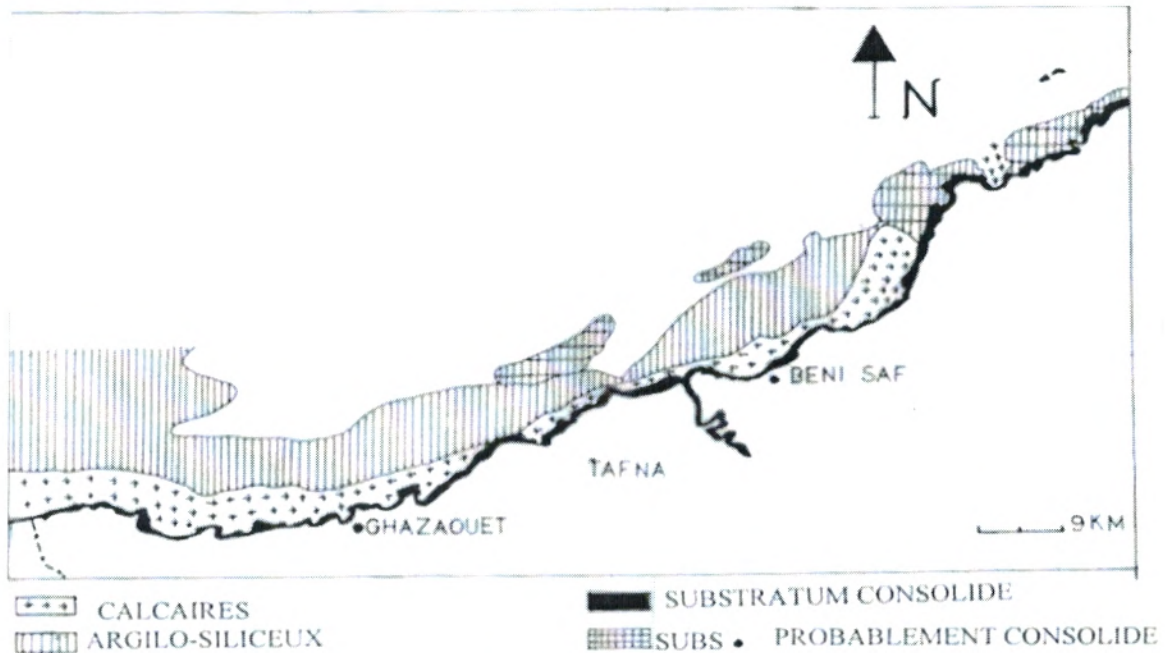 N
BENI SAF
TAFNA
GHAZAOUET
9 KM
CALCAIRES
SUBSTRATUM CONSOLIDE
ARGILO-SILICEUX
SUBS • PROBABLEMENT CONSOLIDE